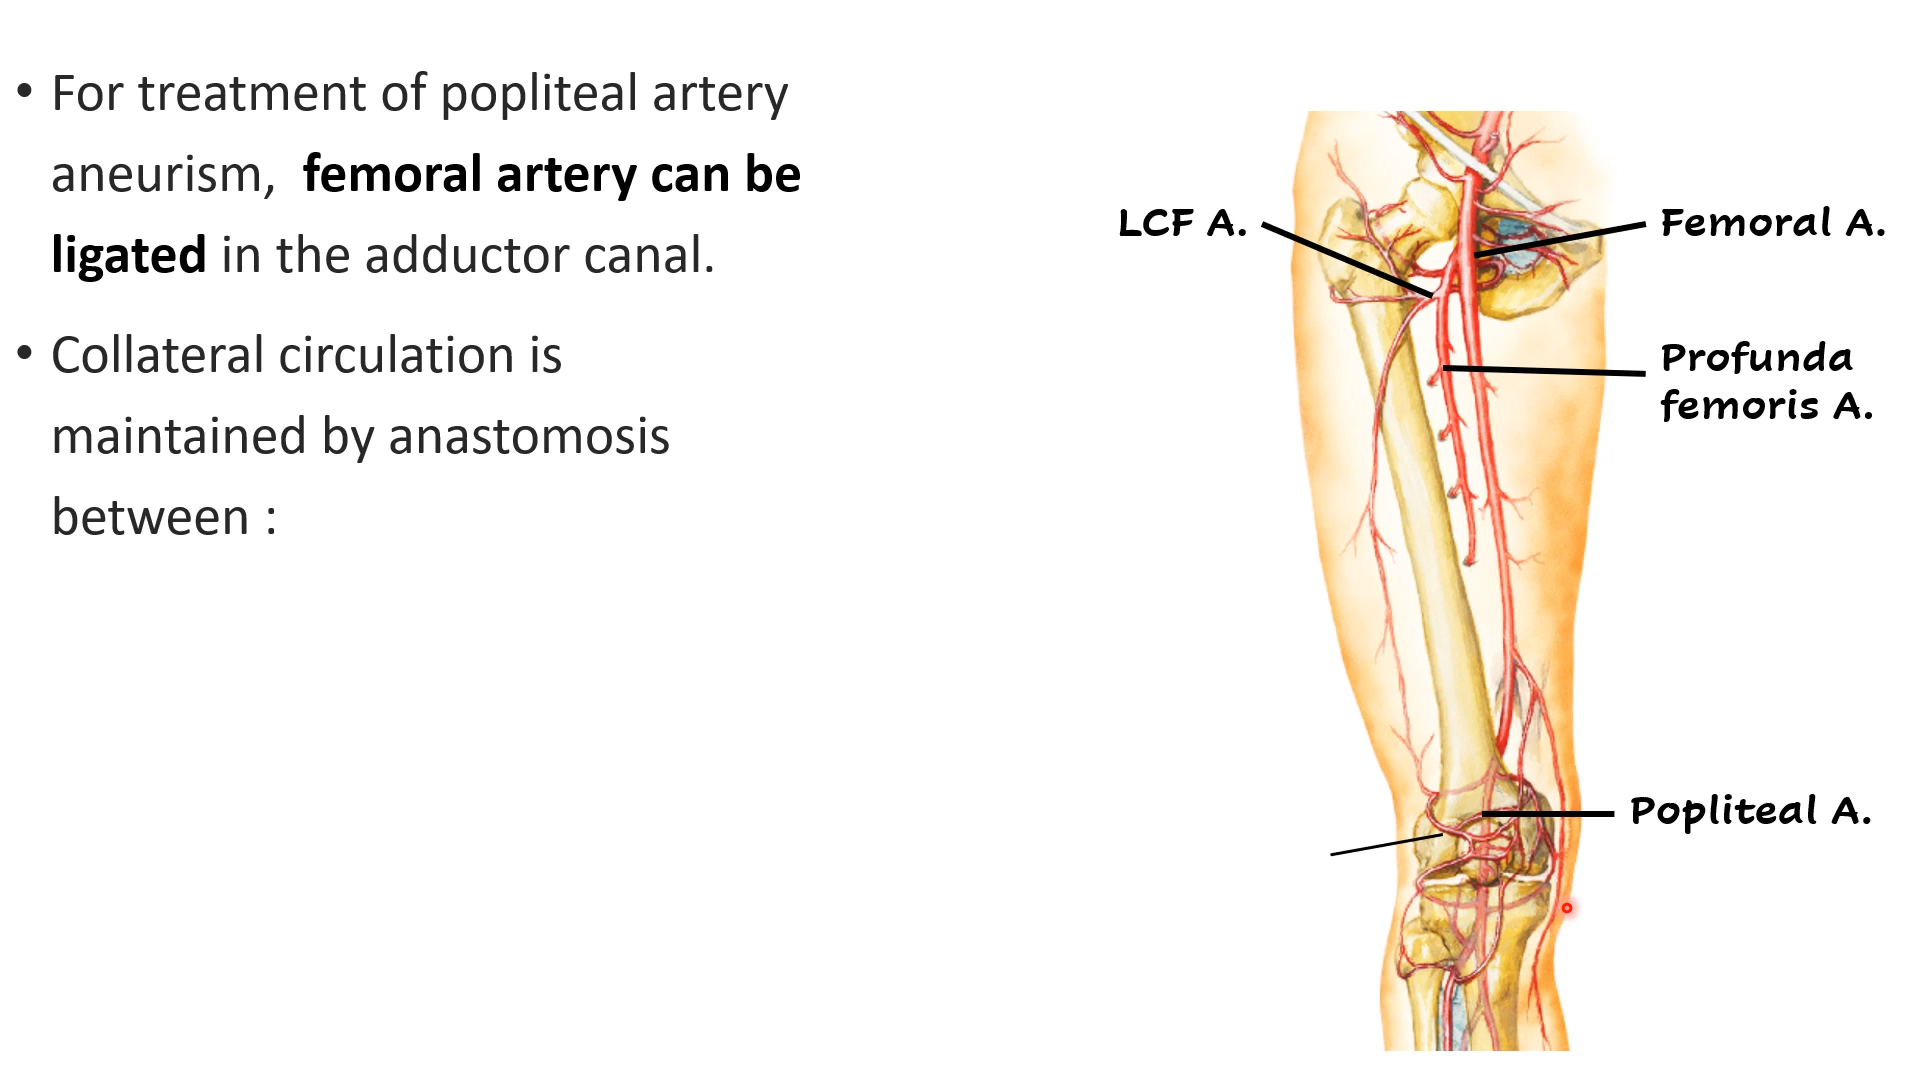 • For treatment of popliteal artery
aneurism, femoral artery can be
ligated in the adductor canal.
• Collateral circulation is
maintained by anastomosis
between :
LCF A.
Femoral A.
Profunda
femoris A.
Popliteal A.